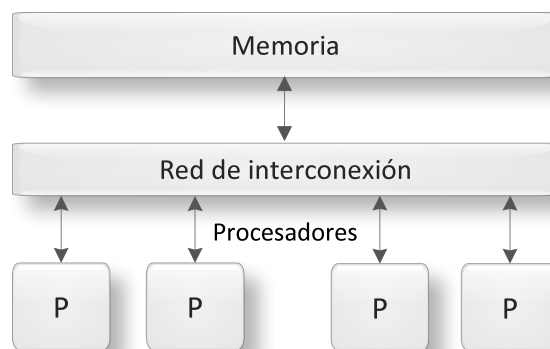 Memoria
Red de interconexión
Procesadores
P P P P